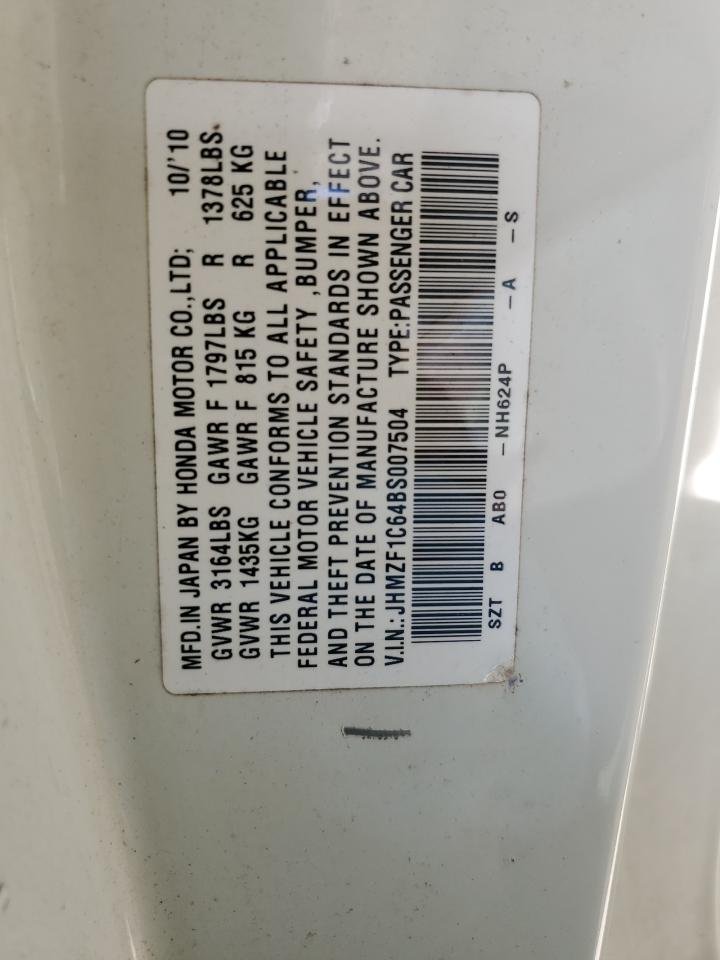 MFD.IN JAPAN BY HONDA MOTOR CO.,LTD; 10/'10
GVWR 3164LBS GAWR F 1797LBS R 1378LBS.
GVWR 1435KG GAWR F 815 KG R 625 KG
THIS VEHICLE CONFORMS TO ALL APPLICABLE
FEDERAL MOTOR VEHICLE SAFETY ,BUMPER,
AND THEFT PREVENTION STANDARDS IN EFFECT
ON THE DATE OF MANUFACTURE SHOWN ABOVE.
V.I.N.:JHMZF1C64BS007504 TYPE:PASSENGER CAR
SZT B AB0 -NH624P -A -S